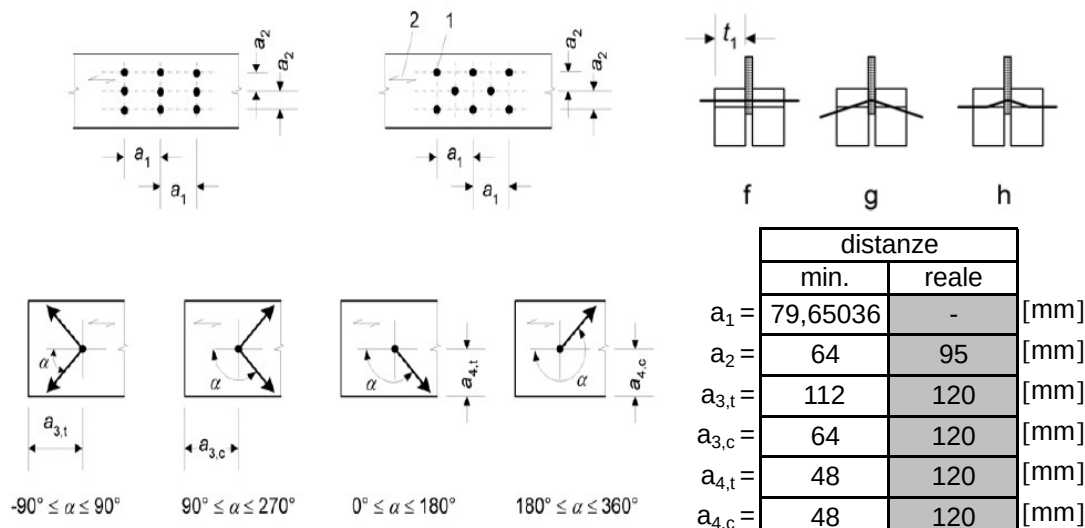 2 1
a2 a2
a1
a1
2 1
a2 a2
a1
a1
t1
f g h
α
a3,t
-90° ≤ α ≤ 90°
α
a3,c
90° ≤ α ≤ 270°
α
a4,t
0° ≤ α ≤ 180°
α
a4,c
180° ≤ α ≤ 360°
distanze
min. reale
a1 = 79,65036 - [mm]
a2 = 64 95 [mm]
a3,t = 112 120 [mm]
a3,c = 64 120 [mm]
a4,t = 48 120 [mm]
a4,c = 48 120 [mm]